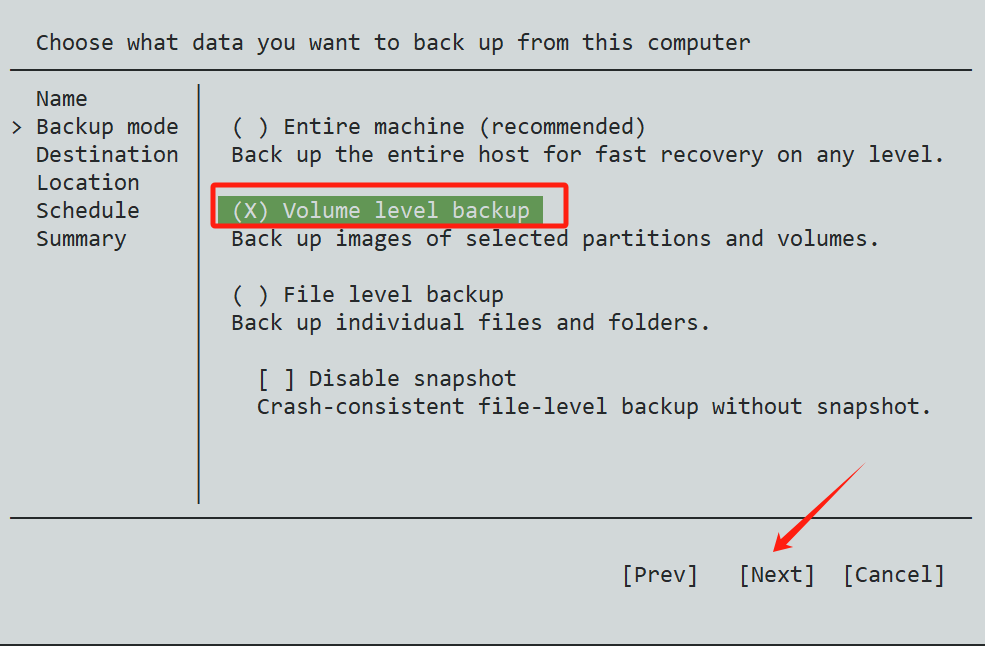 Choose what data you want to back up from this computer
Name
> Backup mode
Destination
Location
Schedule
Summary
( ) Entire machine (recommended)
Back up the entire host for fast recovery on any level.
(X) Volume level backup
Back up images of selected partitions and volumes.
( ) File level backup
Back up individual files and folders.
[ ] Disable snapshot
Crash-consistent file-level backup without snapshot.
[Prev] [Next] [Cancel]